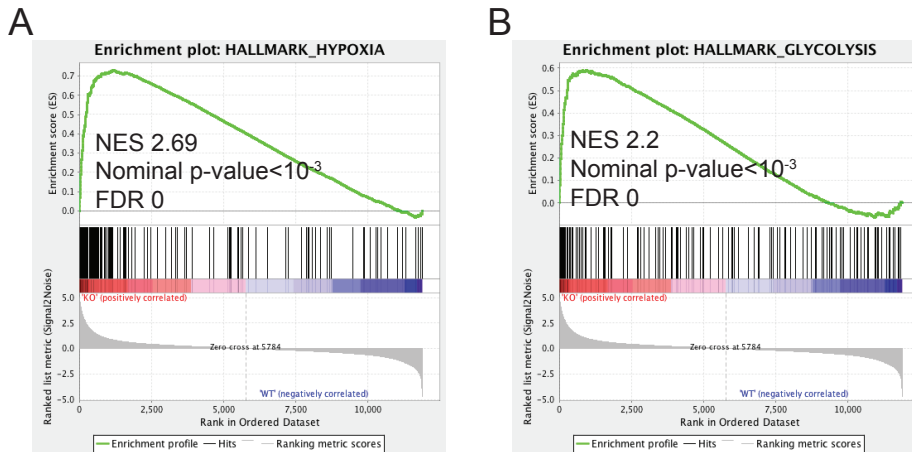 A
Enrichment plot: HALLMARK_HYPOXIA
Enrichment score (ES)
0.7
0.6
0.5
0.4
0.3
0.2
0.1
0.0
NES 2.69
Nominal p-value<10-3
FDR 0
'KO' (positively correlated)
Ranked list metric (Signal2Noise)
5.0
2.5
0.0
-2.5
-5.0
Zero cross at 5784
'WT' (negatively correlated)
0 2,500 5,000 7,500 10,000
Rank in Ordered Dataset
Enrichment profile Hits Ranking metric scores
B
Enrichment plot: HALLMARK_GLYCOLYSIS
Enrichment score (ES)
0.6
0.5
0.4
0.3
0.2
0.1
0.0
NES 2.2
Nominal p-value<10-3
FDR 0
'KO' (positively correlated)
Ranked list metric (Signal2Noise)
5.0
2.5
0.0
-2.5
-5.0
Zero cross at 5784
'WT' (negatively correlated)
0 2,500 5,000 7,500 10,000
Rank in Ordered Dataset
Enrichment profile Hits Ranking metric scores